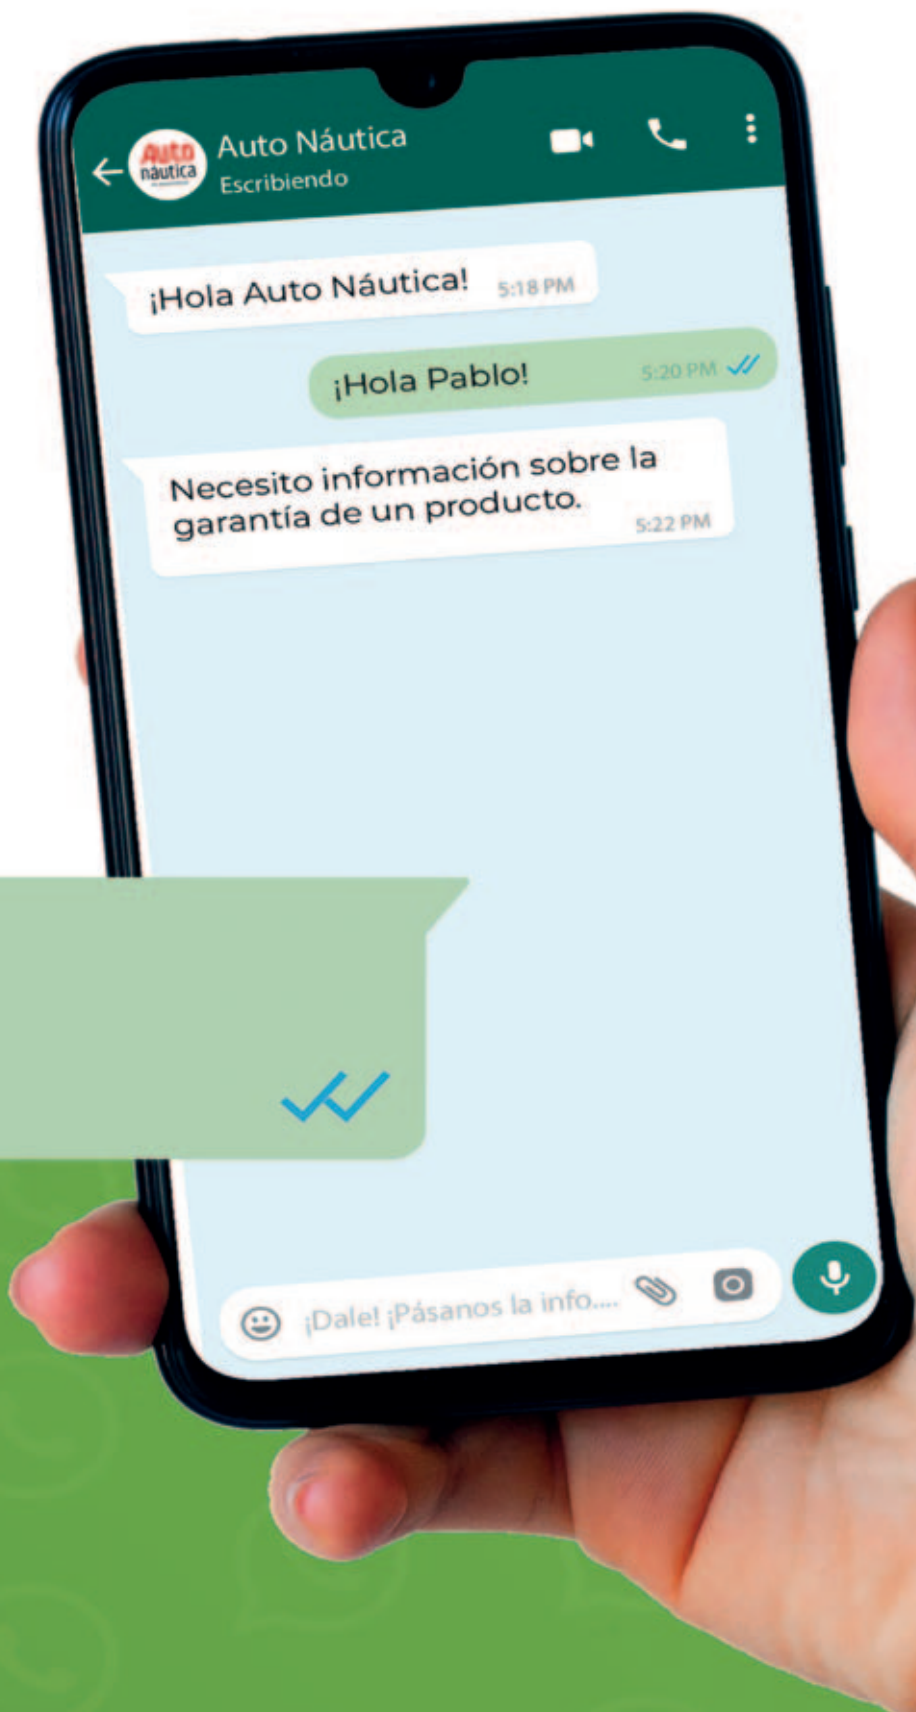 Auto
náutica
Auto Náutica
Escribiendo
¡Hola Auto Náutica! 5:18 PM
¡Hola Pablo! 5:20 PM
Necesito información sobre la
garantía de un producto.
5:22 PM
¡Dale! ¡Pásanos la info....